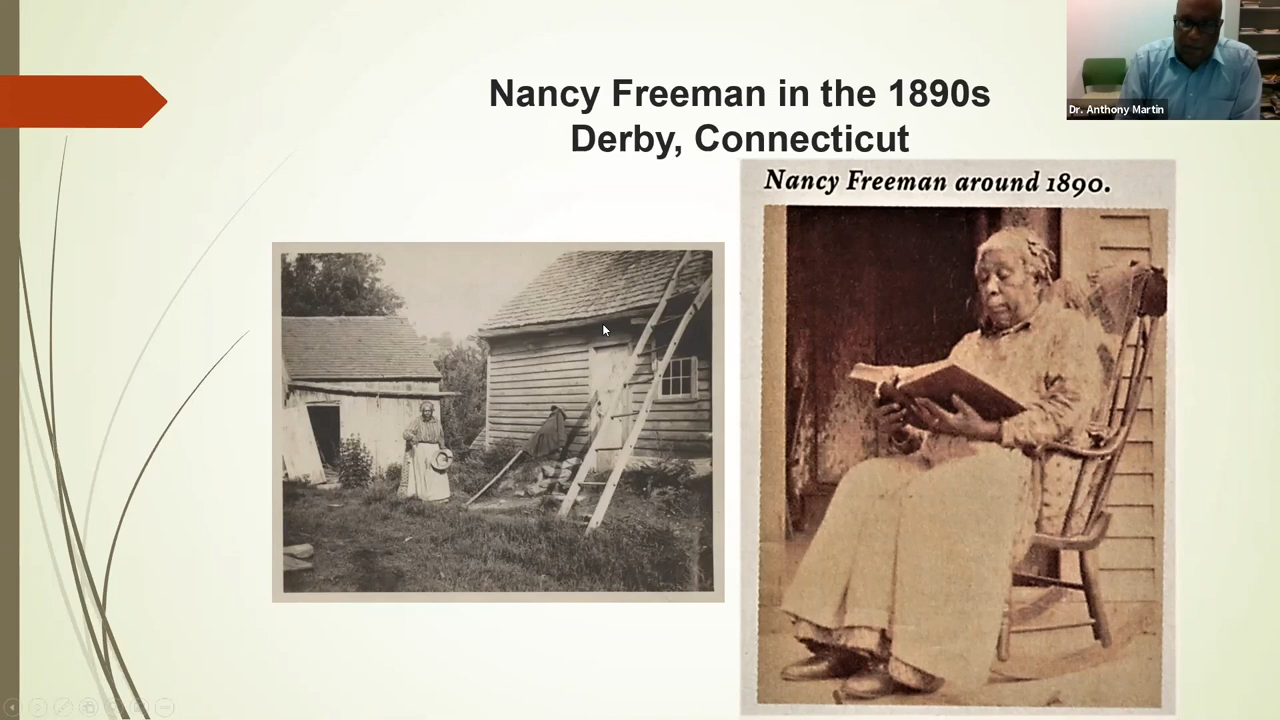 Nancy Freeman in the 1890s
Derby, Connecticut
Dr. Anthony Martin
Nancy Freeman around 1890.